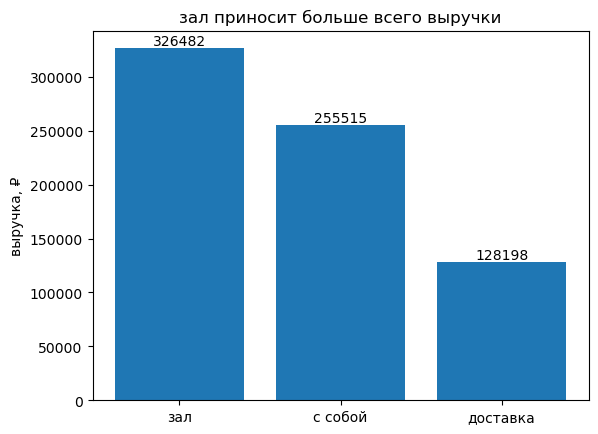 зал приносит больше всего выручки
326482
255515
128198
выручка, ₽
300000
250000
200000
150000
100000
50000
0
зал
с собой
доставка